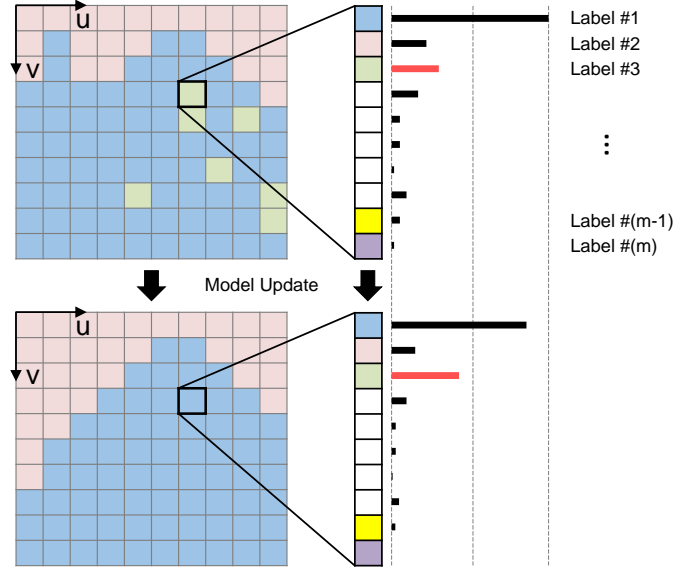 u
v
Label #1
Label #2
Label #3
⋮
Label #(m-1)
Label #(m)
Model Update
u
v